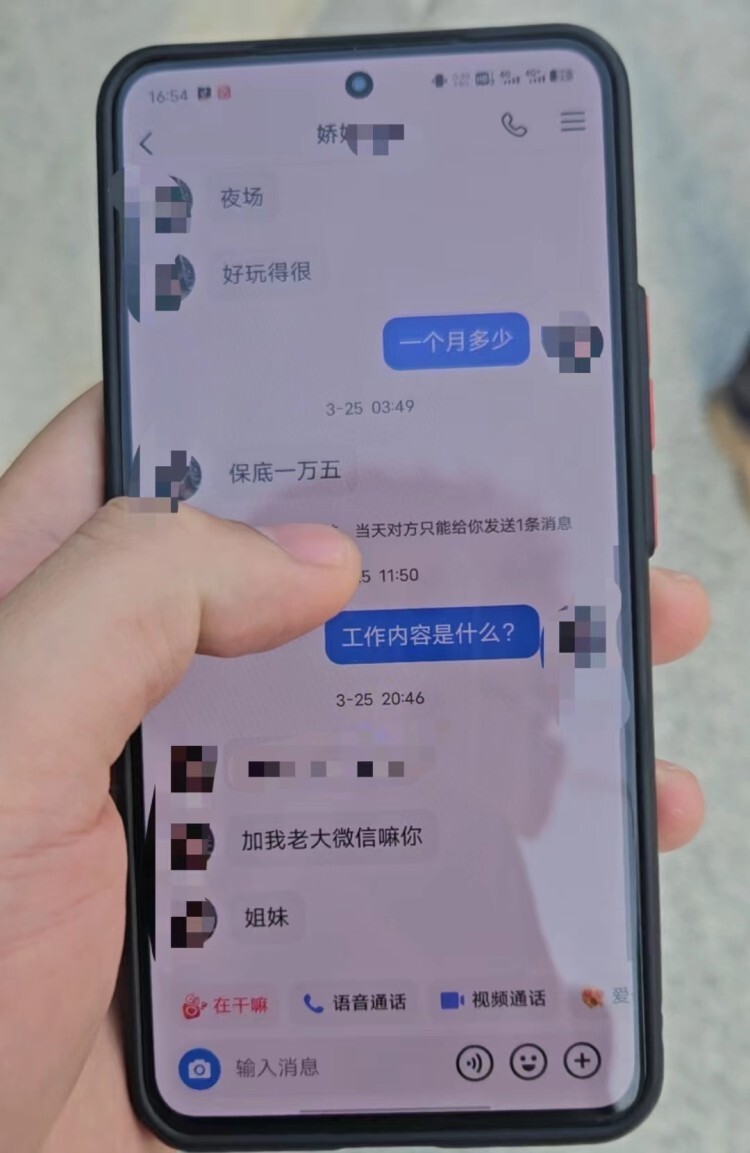 16:54
娇
夜场
好玩得很
一个月多少
3-25 03:49
保底一万五
当天对方只能给你发送1条消息
5 11:50
工作内容是什么?
3-25 20:46
加我老大微信嘛你
姐妹
在干嘛 语音通话 视频通话 爱
输入消息